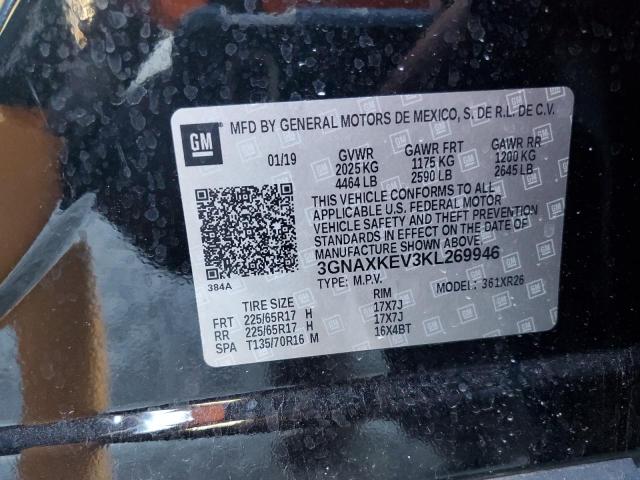 GM
MFD BY GENERAL MOTORS DE MEXICO, S. DE R.L. DE C.V.
01/19 GVWR GAWR FRT GAWR RR
2025 KG 1175 KG 1200 KG
4464 LB 2590 LB 2645 LB
THIS VEHICLE CONFORMS TO ALL
APPLICABLE U.S. FEDERAL MOTOR
VEHICLE SAFETY AND THEFT PREVENTION
STANDARDS IN EFFECT ON THE DATE OF
MANUFACTURE SHOWN ABOVE.
384A
3GNAXKEV3KL269946
TYPE: M.P.V. MODEL: 361XR26
TIRE SIZE RIM
FRT 225/65R17 H 17X7J
RR 225/65R17 H 17X7J
SPA T135/70R16 M 16X4BT